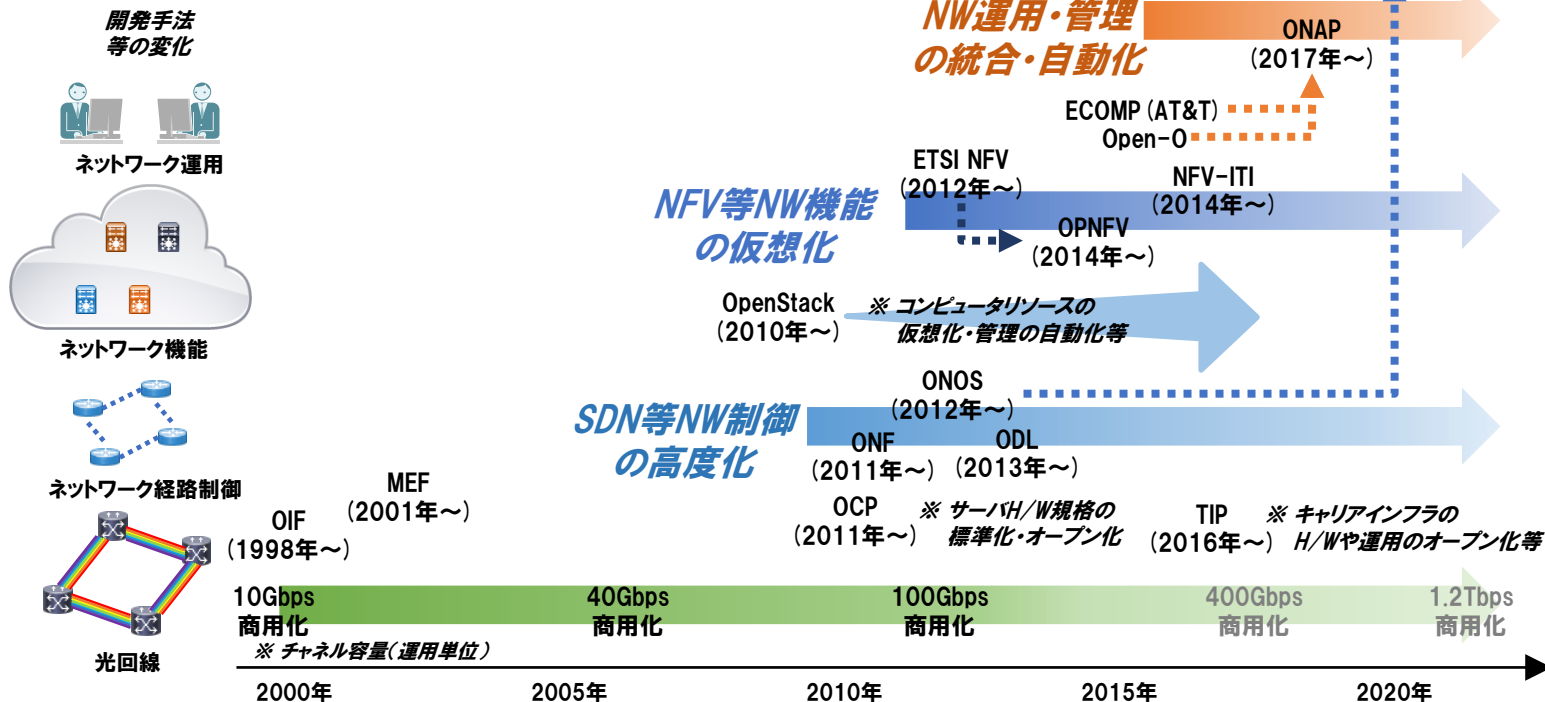 開発手法
等の変化
NW運用・管理
の統合・自動化
ONAP
(2017年～)
ECOMP (AT&T)
Open-O
ネットワーク運用
ETSI NFV
(2012年～)
NFV-ITI
(2014年～)
NFV等NW機能
の仮想化
OPNFV
(2014年～)
OpenStack
(2010年～)
※ コンピュータリソースの
仮想化・管理の自動化等
ネットワーク機能
ONOS
(2012年～)
SDN等NW制御
の高度化
ONF
(2011年～)
ODL
(2013年～)
ネットワーク経路制御
MEF
(2001年～)
OIF
(1998年～)
OCP
(2011年～)
※ サーバH/W規格の
標準化・オープン化
TIP
(2016年～)
※ キャリアインフラの
H/Wや運用のオープン化等
10Gbps
商用化
40Gbps
商用化
100Gbps
商用化
400Gbps
商用化
1.2Tbps
商用化
※ チャネル容量(運用単位)
光回線
2000年
2005年
2010年
2015年
2020年